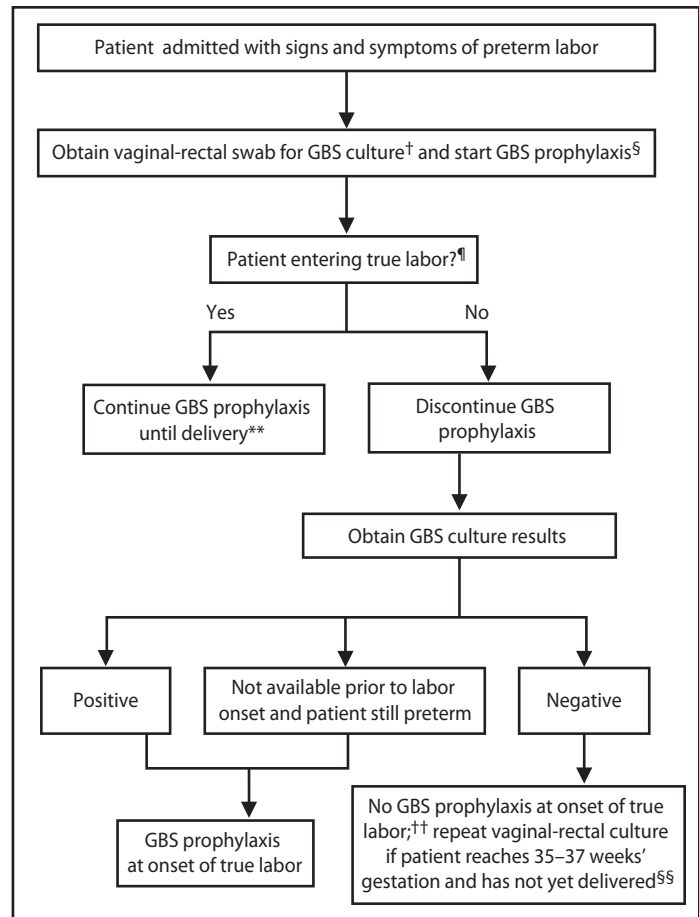 Patient admitted with signs and symptoms of preterm labor
Obtain vaginal-rectal swab for GBS culture† and start GBS prophylaxis§
Patient entering true labor?¶
Yes
No
Continue GBS prophylaxis
until delivery**
Discontinue GBS
prophylaxis
Obtain GBS culture results
Positive
Not available prior to labor
onset and patient still preterm
Negative
GBS prophylaxis
at onset of true labor
No GBS prophylaxis at onset of true
labor;†† repeat vaginal-rectal culture
if patient reaches 35–37 weeks’
gestation and has not yet delivered§§